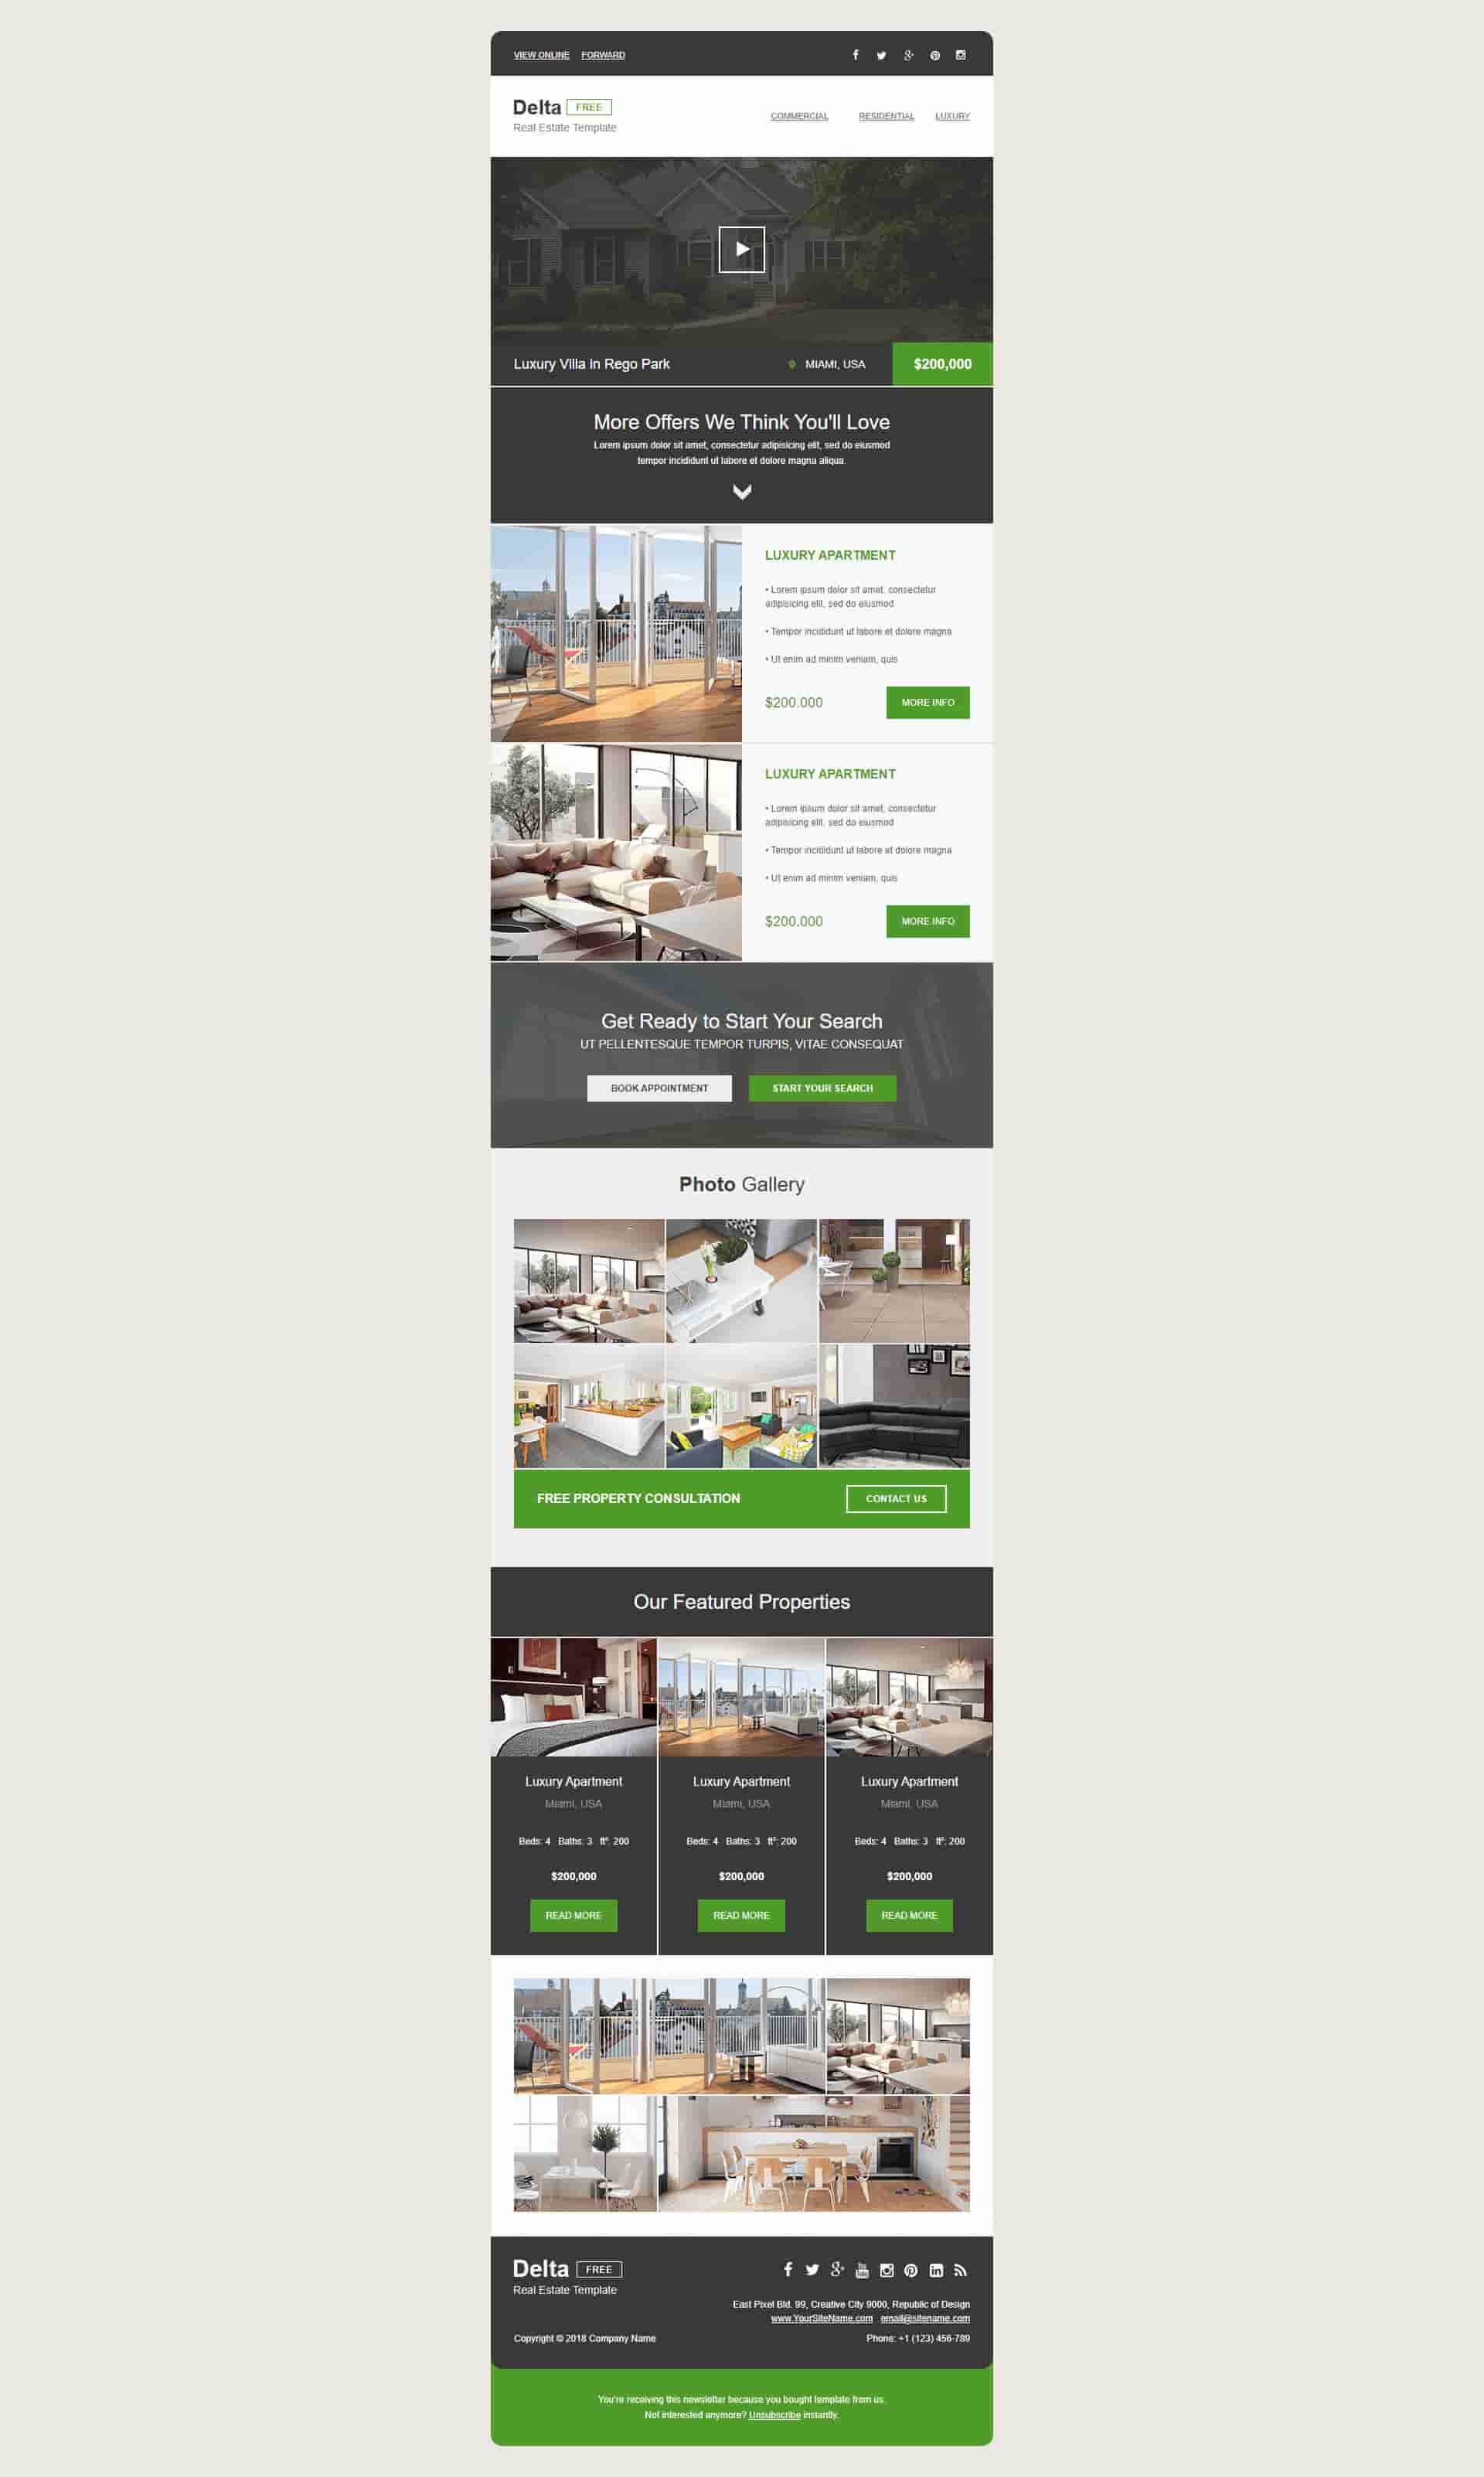 VIEW ONLINE FORWARD
Delta FREE
Real Estate Template
COMMERCIAL RESIDENTIAL LUXURY
Luxury Villa in Rego Park MIAMI, USA $200,000
More Offers We Think You'll Love
Lorem ipsum dolor sit amet, consectetur adipisicing elit, sed do eiusmod
tempor incididunt ut labore et dolore magna aliqua.
LUXURY APARTMENT
• Lorem ipsum dolor sit amet, consectetur
adipisicing elit, sed do eiusmod
• Tempor incididunt ut labore et dolore magna
• Ut enim ad minim veniam, quis
$200.000 MORE INFO
LUXURY APARTMENT
• Lorem ipsum dolor sit amet, consectetur
adipisicing elit, sed do eiusmod
• Tempor incididunt ut labore et dolore magna
• Ut enim ad minim veniam, quis
$200.000 MORE INFO
Get Ready to Start Your Search
UT PELLENTESQUE TEMPOR TURPIS, VITAE CONSEQUAT
BOOK APPOINTMENT START YOUR SEARCH
Photo Gallery
FREE PROPERTY CONSULTATION CONTACT US
Our Featured Properties
Luxury Apartment
Miami, USA
Beds: 4 Baths: 3 ft²: 200
$200,000
READ MORE
Luxury Apartment
Miami, USA
Beds: 4 Baths: 3 ft²: 200
$200,000
READ MORE
Luxury Apartment
Miami, USA
Beds: 4 Baths: 3 ft²: 200
$200,000
READ MORE
Delta FREE
Real Estate Template
East Pixel Bld. 99, Creative City 9000, Republic of Design
www.YourSiteName.com email@sitename.com
Copyright © 2018 Company Name
Phone: +1 (123) 456-789
You're receiving this newsletter because you bought template from us.
Not interested anymore? Unsubscribe instantly.